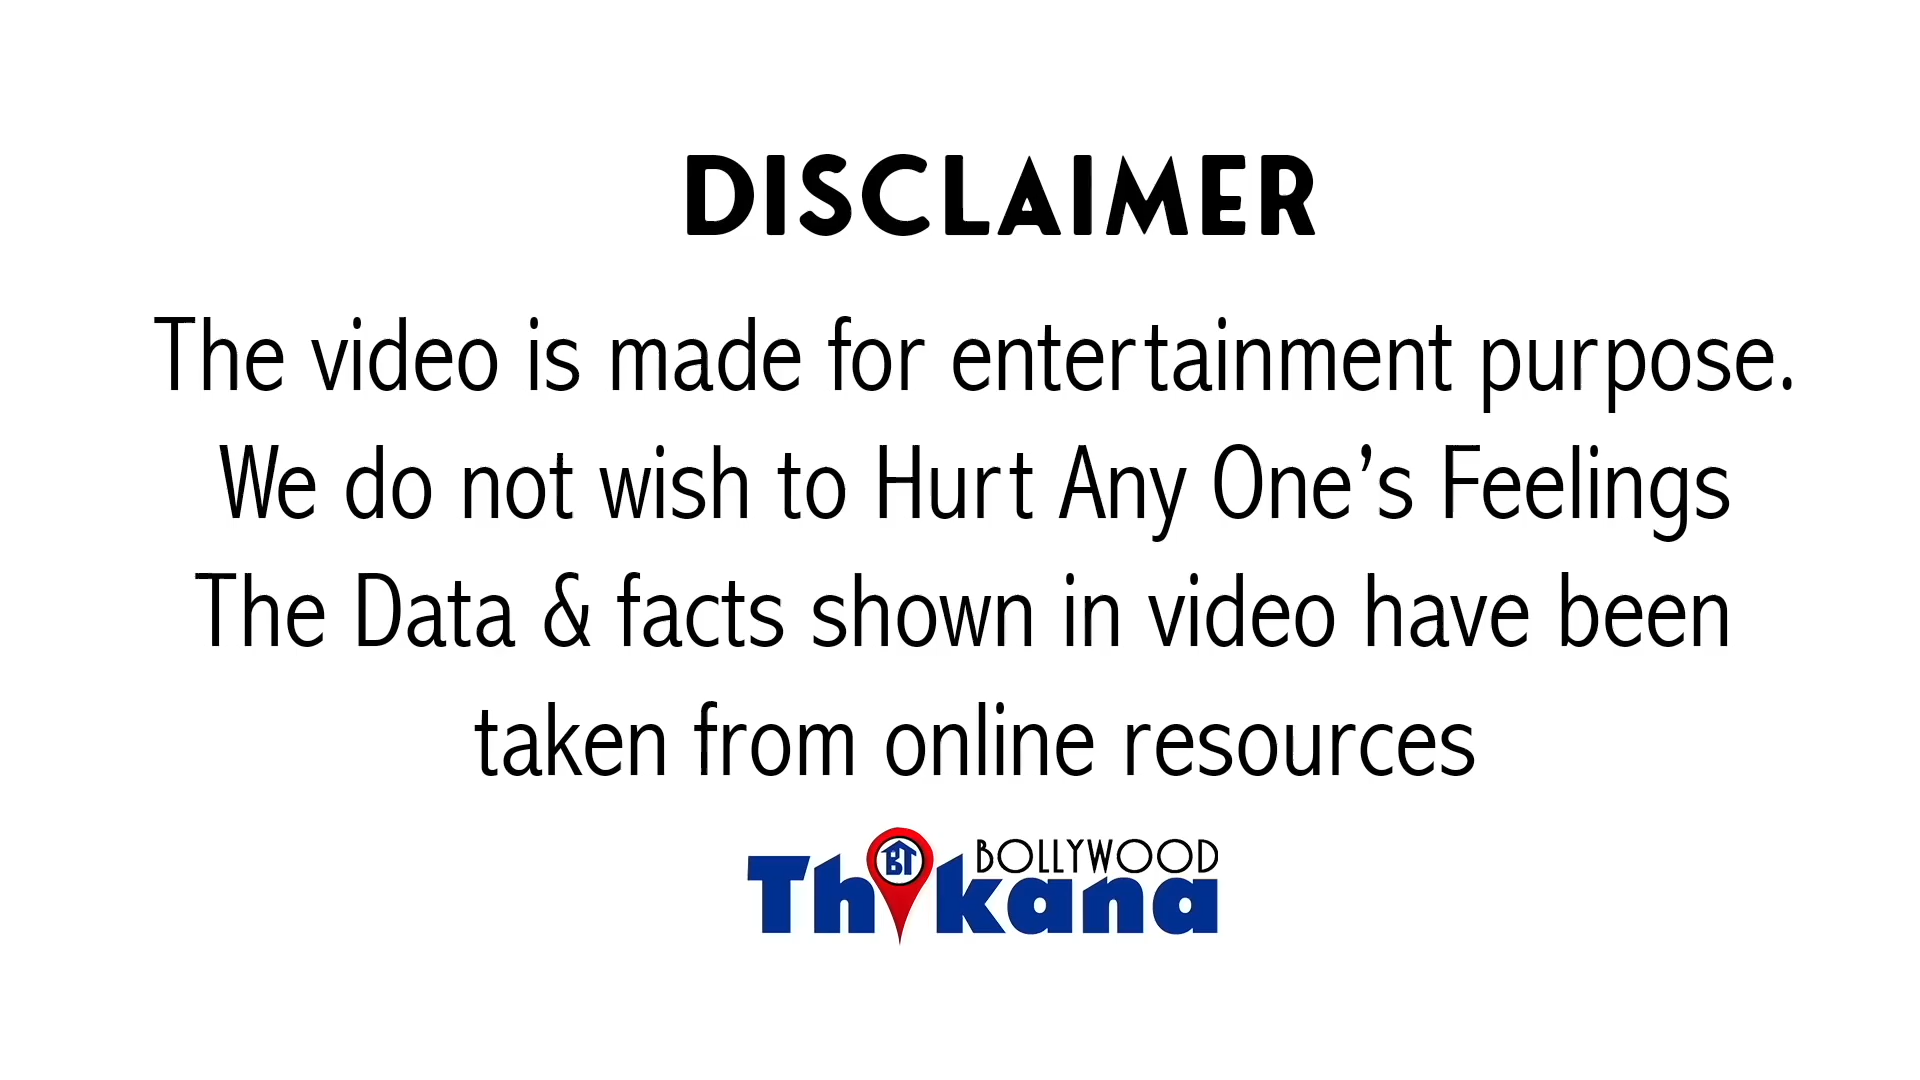 DISCLAIMER
The video is made for entertainment purpose.
We do not wish to Hurt Any One’s Feelings
The Data & facts shown in video have been
taken from online resources
BT
BOLLYWOOD
Thikana